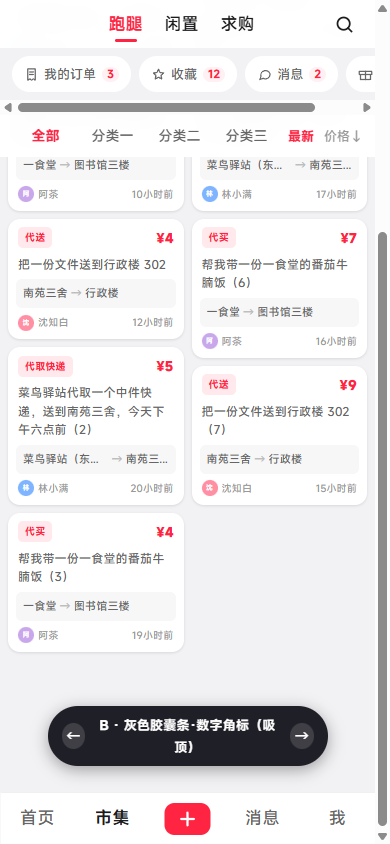 跑腿 闲置 求购
我的订单 3 收藏 12 消息 2
全部 分类一 分类二 分类三 最新 价格↓
一食堂 → 图书馆三楼
阿 阿茶 10小时前
代送 ¥4
把一份文件送到行政楼 302
南苑三舍 → 行政楼
沈 沈知白 12小时前
代取快递 ¥5
菜鸟驿站代取一个中件快
递，送到南苑三舍，今天下
午六点前（2）
菜鸟驿站（东... → 南苑三...
林 林小满 20小时前
代买 ¥4
帮我带一份一食堂的番茄牛
腩饭（3）
一食堂 → 图书馆三楼
阿 阿茶 19小时前
菜鸟驿站（东... → 南苑三...
林 林小满 17小时前
代买 ¥7
帮我带一份一食堂的番茄牛
腩饭（6）
一食堂 → 图书馆三楼
阿 阿茶 16小时前
代送 ¥9
把一份文件送到行政楼 302
（7）
南苑三舍 → 行政楼
沈 沈知白 15小时前
← B · 灰色胶囊条·数字角标（吸 →
顶）
首页 市集 + 消息 我